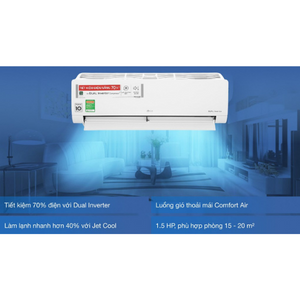 Tiết kiệm 70% điện với Dual Inverter
Luồng gió thoải mái Comfort Air
Làm lạnh nhanh hơn 40% với Jet Cool
1.5 HP, phù hợp phòng 15 - 20 m²